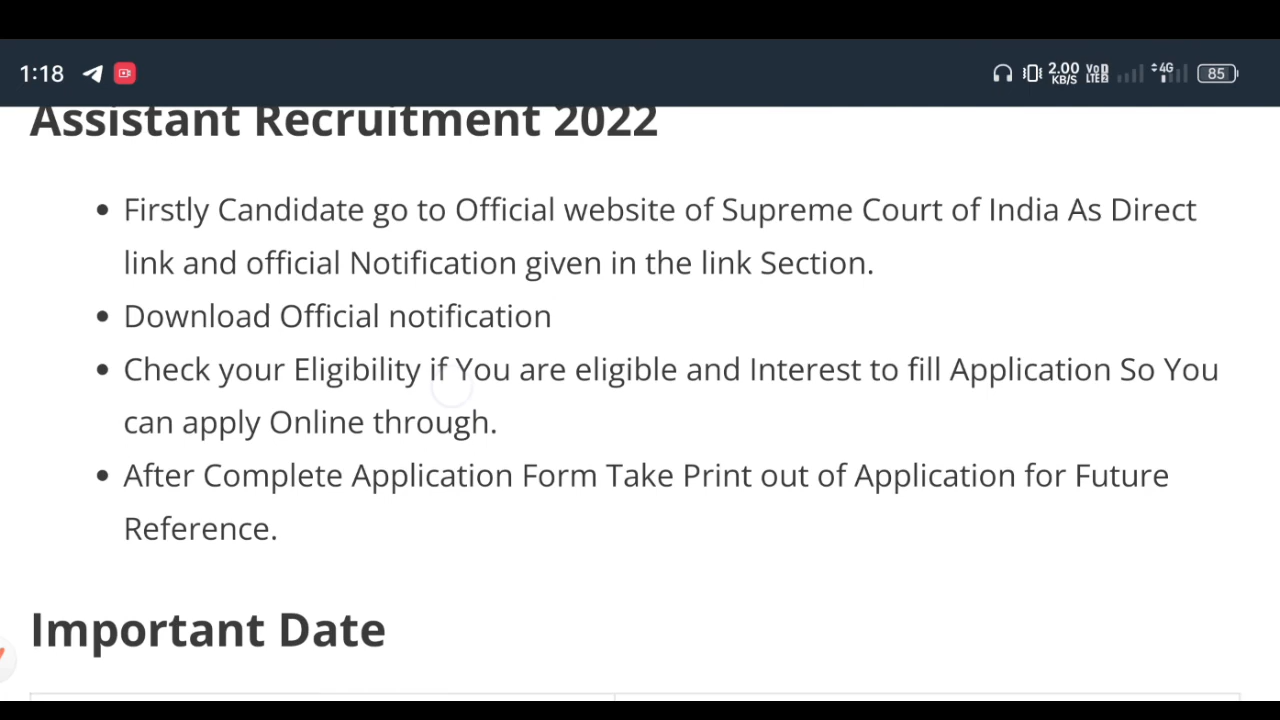 1:18 2.00 KB/S VoD LTE 4G 85
Assistant Recruitment 2022
• Firstly Candidate go to Official website of Supreme Court of India As Direct
link and official Notification given in the link Section.
• Download Official notification
• Check your Eligibility if You are eligible and Interest to fill Application So You
can apply Online through.
• After Complete Application Form Take Print out of Application for Future
Reference.
Important Date